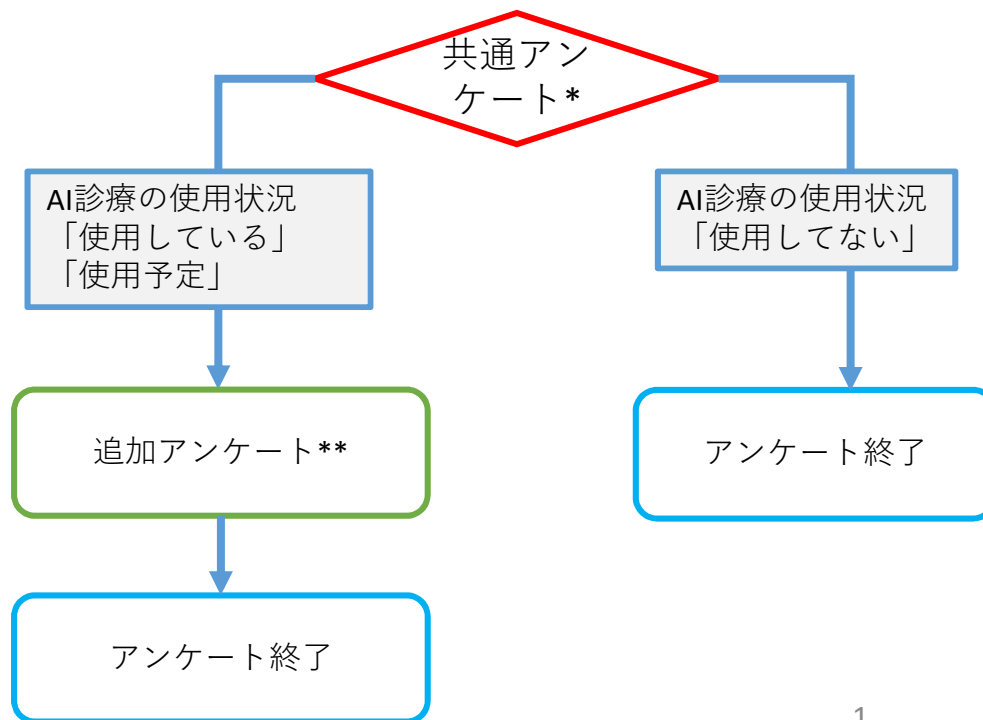 共通アン
ケート*
AI診療の使用状況
「使用している」
「使用予定」
AI診療の使用状況
「使用してない」
追加アンケート**
アンケート終了
アンケート終了
1